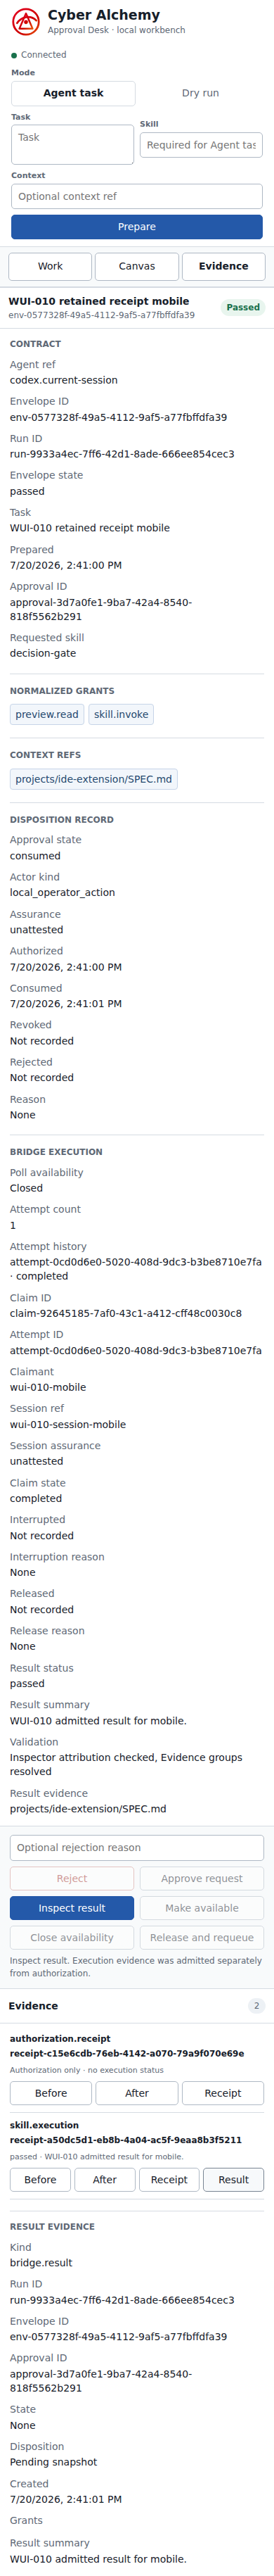 Cyber Alchemy
Approval Desk · local workbench
Connected
Mode
Agent task
Dry run
Task
Skill
Task
Required for Agent tas
Context
Optional context ref
Prepare
Work
Canvas
Evidence
WUI-010 retained receipt mobile
Passed
env-0577328f-49a5-4112-9af5-a77fbffdfa39
CONTRACT
Agent ref
codex.current-session
Envelope ID
env-0577328f-49a5-4112-9af5-a77fbffdfa39
Run ID
run-9933a4ec-7ff6-42d1-8ade-666ee854cec3
Envelope state
passed
Task
WUI-010 retained receipt mobile
Prepared
7/20/2026, 2:41:00 PM
Approval ID
approval-3d7a0fe1-9ba7-42a4-8540-
818f5562b291
Requested skill
decision-gate
NORMALIZED GRANTS
preview.read
skill.invoke
CONTEXT REFS
projects/ide-extension/SPEC.md
DISPOSITION RECORD
Approval state
consumed
Actor kind
local_operator_action
Assurance
unattested
Authorized
7/20/2026, 2:41:00 PM
Consumed
7/20/2026, 2:41:01 PM
Revoked
Not recorded
Rejected
Not recorded
Reason
None
BRIDGE EXECUTION
Poll availability
Closed
Attempt count
1
Attempt history
attempt-0cd0d6e0-5020-408d-9dc3-b3be8710e7fa
· completed
Claim ID
claim-92645185-7af0-43c1-a412-cff48c0030c8
Attempt ID
attempt-0cd0d6e0-5020-408d-9dc3-b3be8710e7fa
Claimant
wui-010-mobile
Session ref
wui-010-session-mobile
Session assurance
unattested
Claim state
completed
Interrupted
Not recorded
Interruption reason
None
Released
Not recorded
Release reason
None
Result status
passed
Result summary
WUI-010 admitted result for mobile.
Validation
Inspector attribution checked, Evidence groups
resolved
Result evidence
projects/ide-extension/SPEC.md
Optional rejection reason
Reject
Approve request
Inspect result
Make available
Close availability
Release and requeue
Inspect result. Execution evidence was admitted separately
from authorization.
Evidence
2
authorization.receipt
receipt-c15e6cdb-76eb-4142-a070-79a9f070e69e
Authorization only · no execution status
Before
After
Receipt
skill.execution
receipt-a50dc5d1-eb8b-4a04-ac5f-9eaa8b3f5211
passed · WUI-010 admitted result for mobile.
Before
After
Receipt
Result
RESULT EVIDENCE
Kind
bridge.result
Run ID
run-9933a4ec-7ff6-42d1-8ade-666ee854cec3
Envelope ID
env-0577328f-49a5-4112-9af5-a77fbffdfa39
Approval ID
approval-3d7a0fe1-9ba7-42a4-8540-
818f5562b291
State
None
Disposition
Pending snapshot
Created
7/20/2026, 2:41:01 PM
Grants
Result summary
WUI-010 admitted result for mobile.